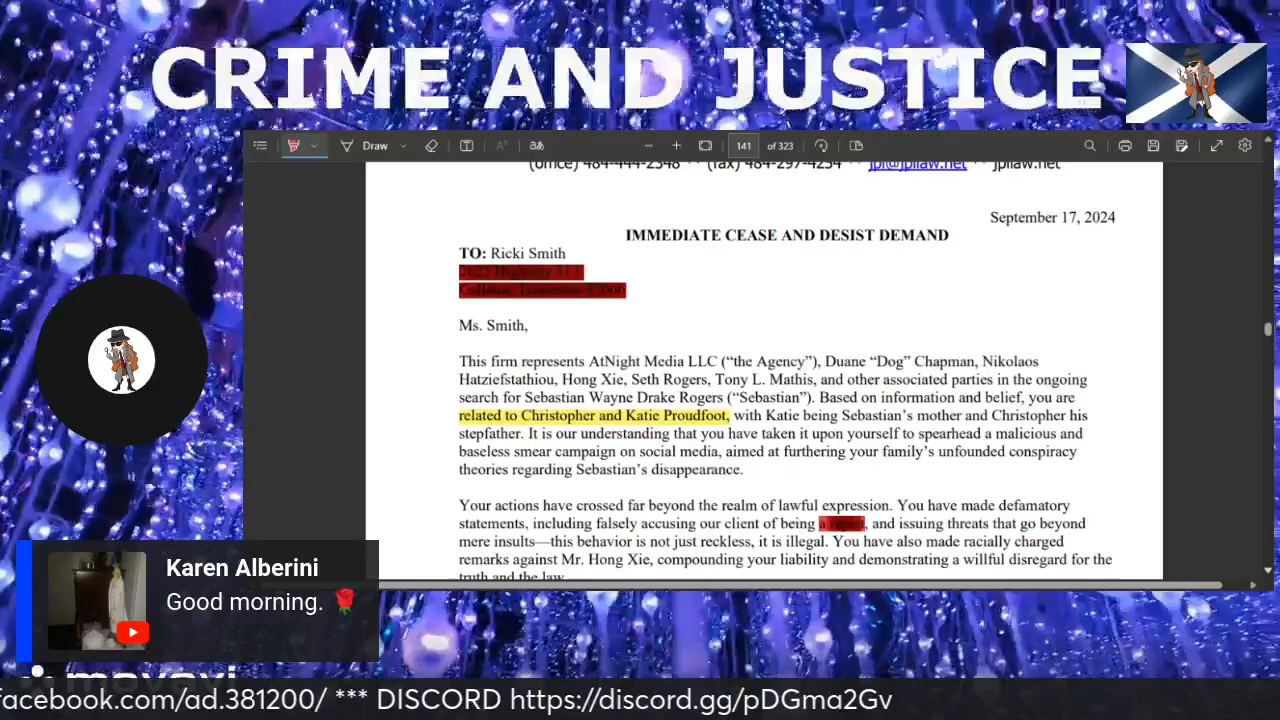 CRIME AND JUSTICE
Draw
141 of 323
(office) 484-444-2348 ** (fax) 484-297-4254 ** jpl@jpllaw.net ** jpllaw.net
September 17, 2024
IMMEDIATE CEASE AND DESIST DEMAND
TO: Ricki Smith
Ms. Smith,
This firm represents AtNight Media LLC (“the Agency”), Duane “Dog” Chapman, Nikolaos
Hatziefstathiou, Hong Xie, Seth Rogers, Tony L. Mathis, and other associated parties in the ongoing
search for Sebastian Wayne Drake Rogers (“Sebastian”). Based on information and belief, you are
related to Christopher and Katie Proudfoot, with Katie being Sebastian’s mother and Christopher his
stepfather. It is our understanding that you have taken it upon yourself to spearhead a malicious and
baseless smear campaign on social media, aimed at furthering your family’s unfounded conspiracy
theories regarding Sebastian’s disappearance.
Your actions have crossed far beyond the realm of lawful expression. You have made defamatory
statements, including falsely accusing our client of being a , and issuing threats that go beyond
mere insults—this behavior is not just reckless, it is illegal. You have also made racially charged
remarks against Mr. Hong Xie, compounding your liability and demonstrating a willful disregard for the
truth and the law.
Karen Alberini
Good morning. 🌹
facebook.com/ad.381200/ *** DISCORD https://discord.gg/pDGma2Gv